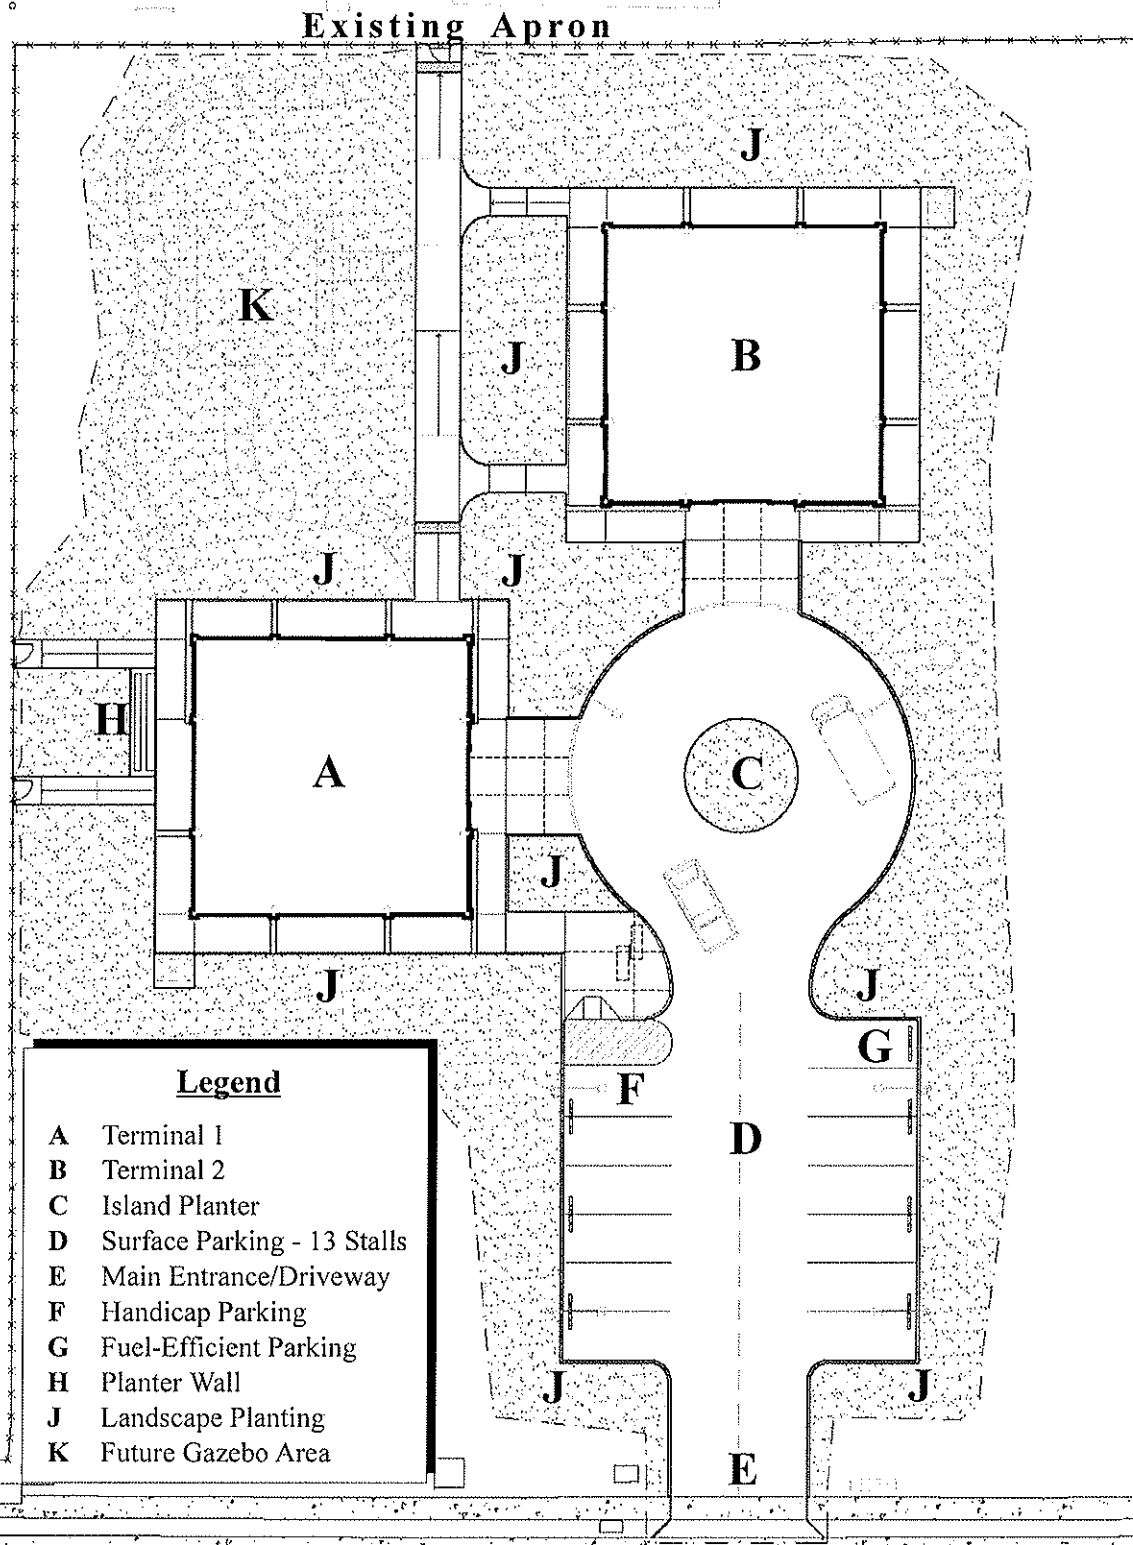 Existing Apron
J
K
J
B
J
J
H
A
C
J
J
J
G
F
D
J
J
E
Legend
A Terminal 1
B Terminal 2
C Island Planter
D Surface Parking - 13 Stalls
E Main Entrance/Driveway
F Handicap Parking
G Fuel-Efficient Parking
H Planter Wall
J Landscape Planting
K Future Gazebo Area